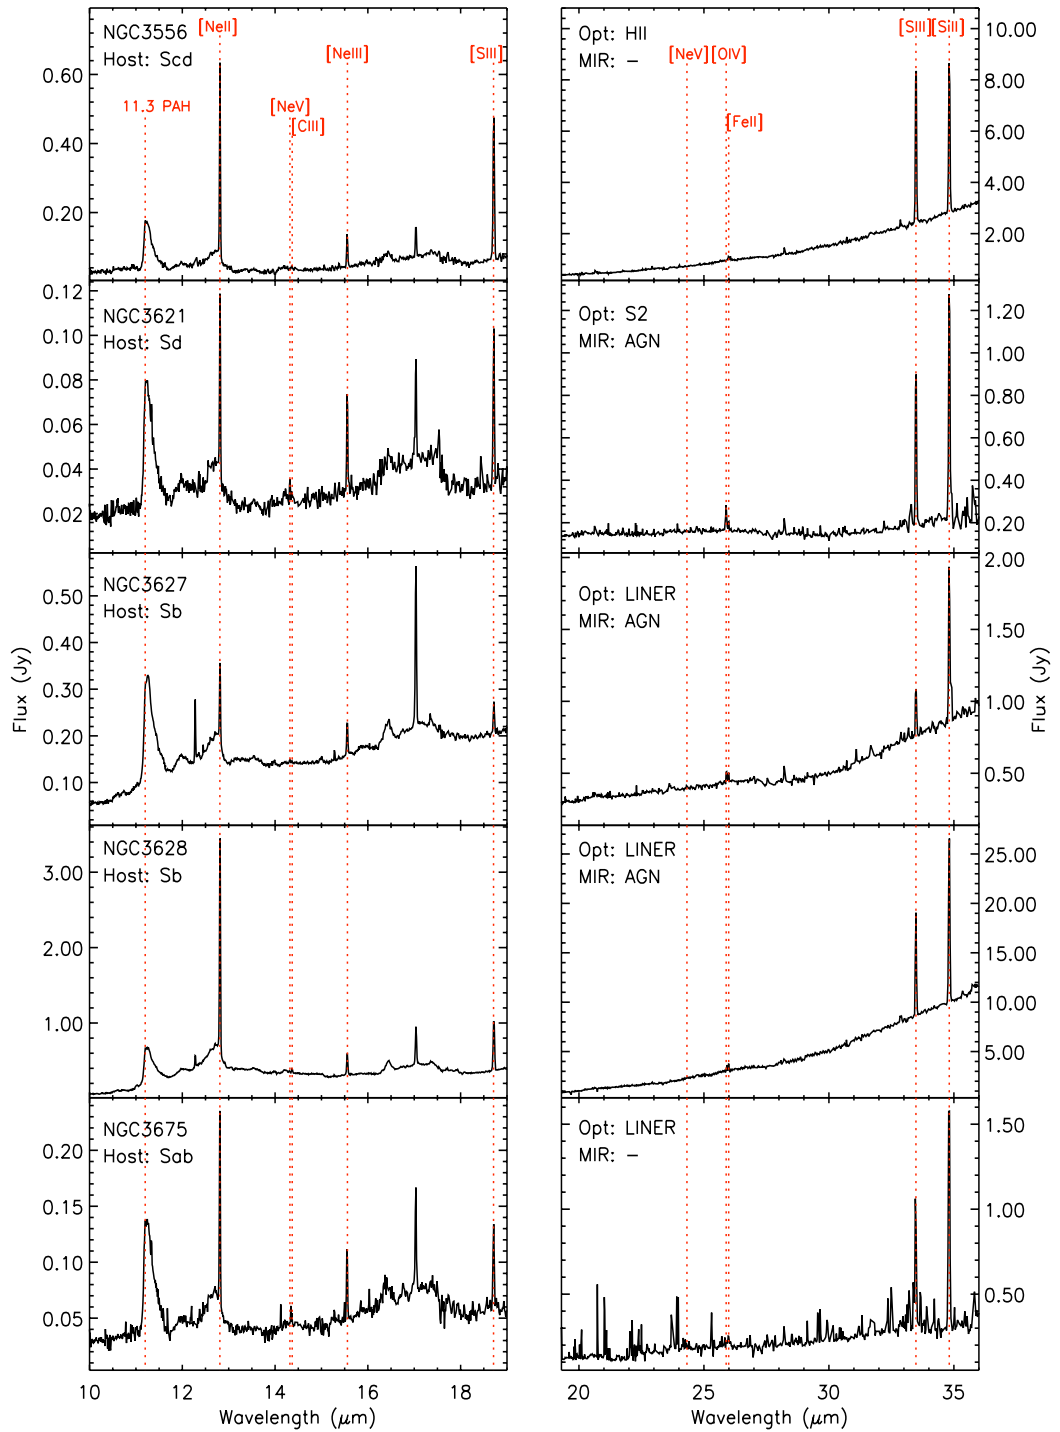 NGC3556
Host: Scd
[NeII]
[NeIII]
[SIII]
11.3 PAH
[NeV]
[CIII]
0.60
0.40
0.20
Opt: HII
MIR: –
[NeV]
[OIV]
[FeII]
[SIII]
[SiII]
10.00
8.00
6.00
4.00
2.00
NGC3621
Host: Sd
0.12
0.10
0.08
0.06
0.04
0.02
Opt: S2
MIR: AGN
1.20
1.00
0.80
0.60
0.40
0.20
NGC3627
Host: Sb
0.50
0.40
0.30
0.20
0.10
Flux (Jy)
Opt: LINER
MIR: AGN
2.00
1.50
1.00
0.50
Flux (Jy)
NGC3628
Host: Sb
3.00
2.00
1.00
Opt: LINER
MIR: AGN
25.00
20.00
15.00
10.00
5.00
NGC3675
Host: Sab
0.20
0.15
0.10
0.05
Opt: LINER
MIR: –
1.50
1.00
0.50
10 12 14 16 18
Wavelength (μm)
20 25 30 35
Wavelength (μm)